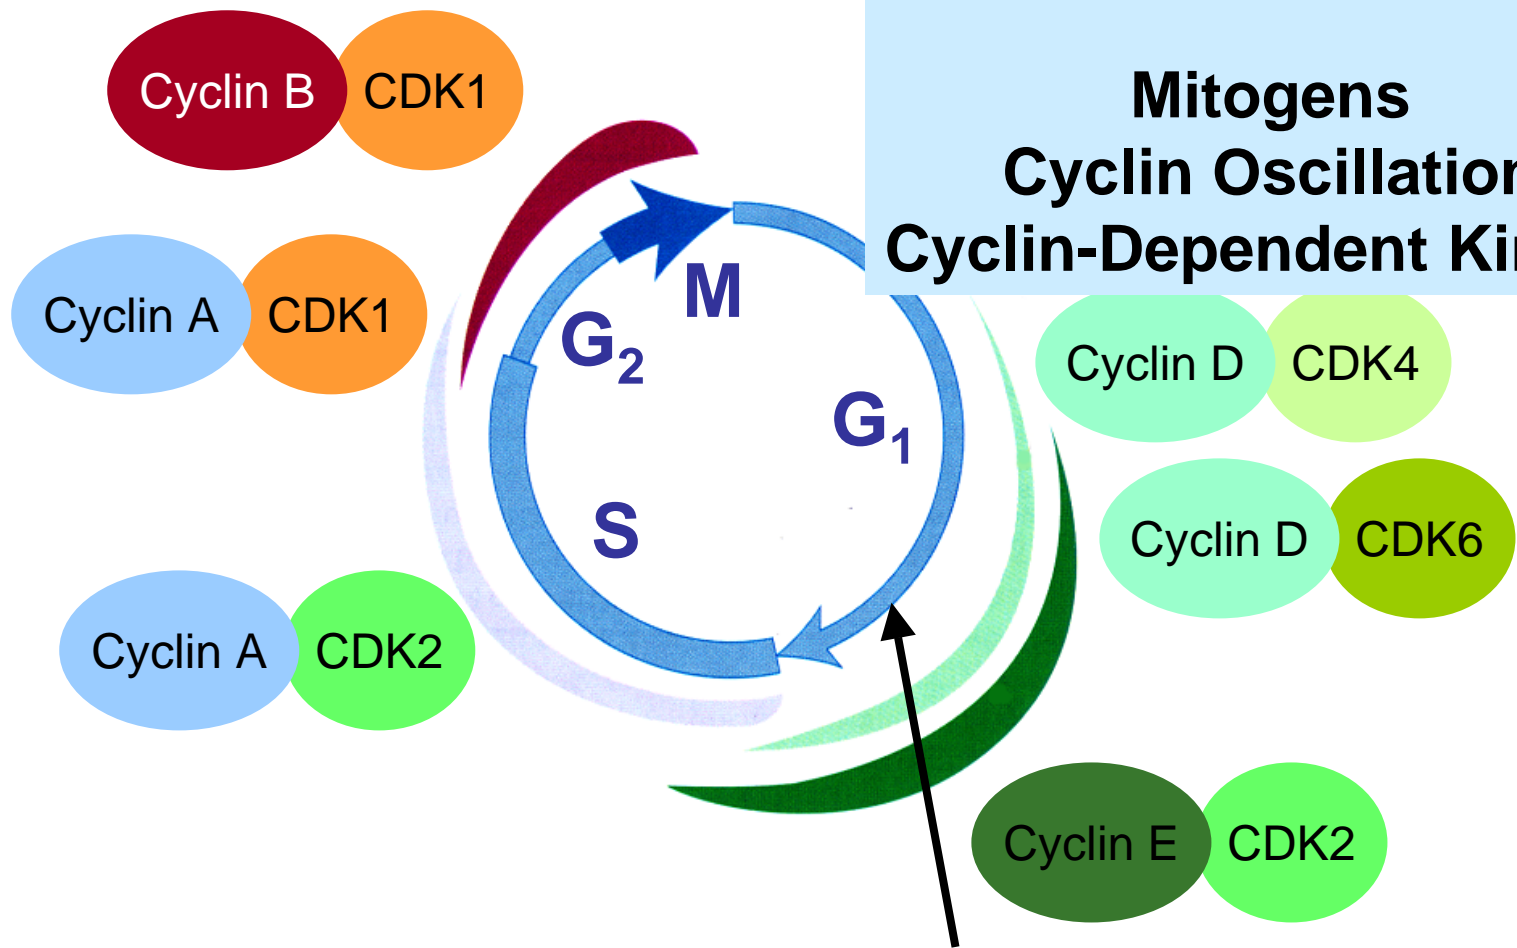 Mitogens
Cyclin Oscillation
Cyclin-Dependent Kin
Cyclin B CDK1
Cyclin A CDK1
Cyclin A CDK2
M
G2
G1
S
Cyclin D CDK4
Cyclin D CDK6
Cyclin E CDK2